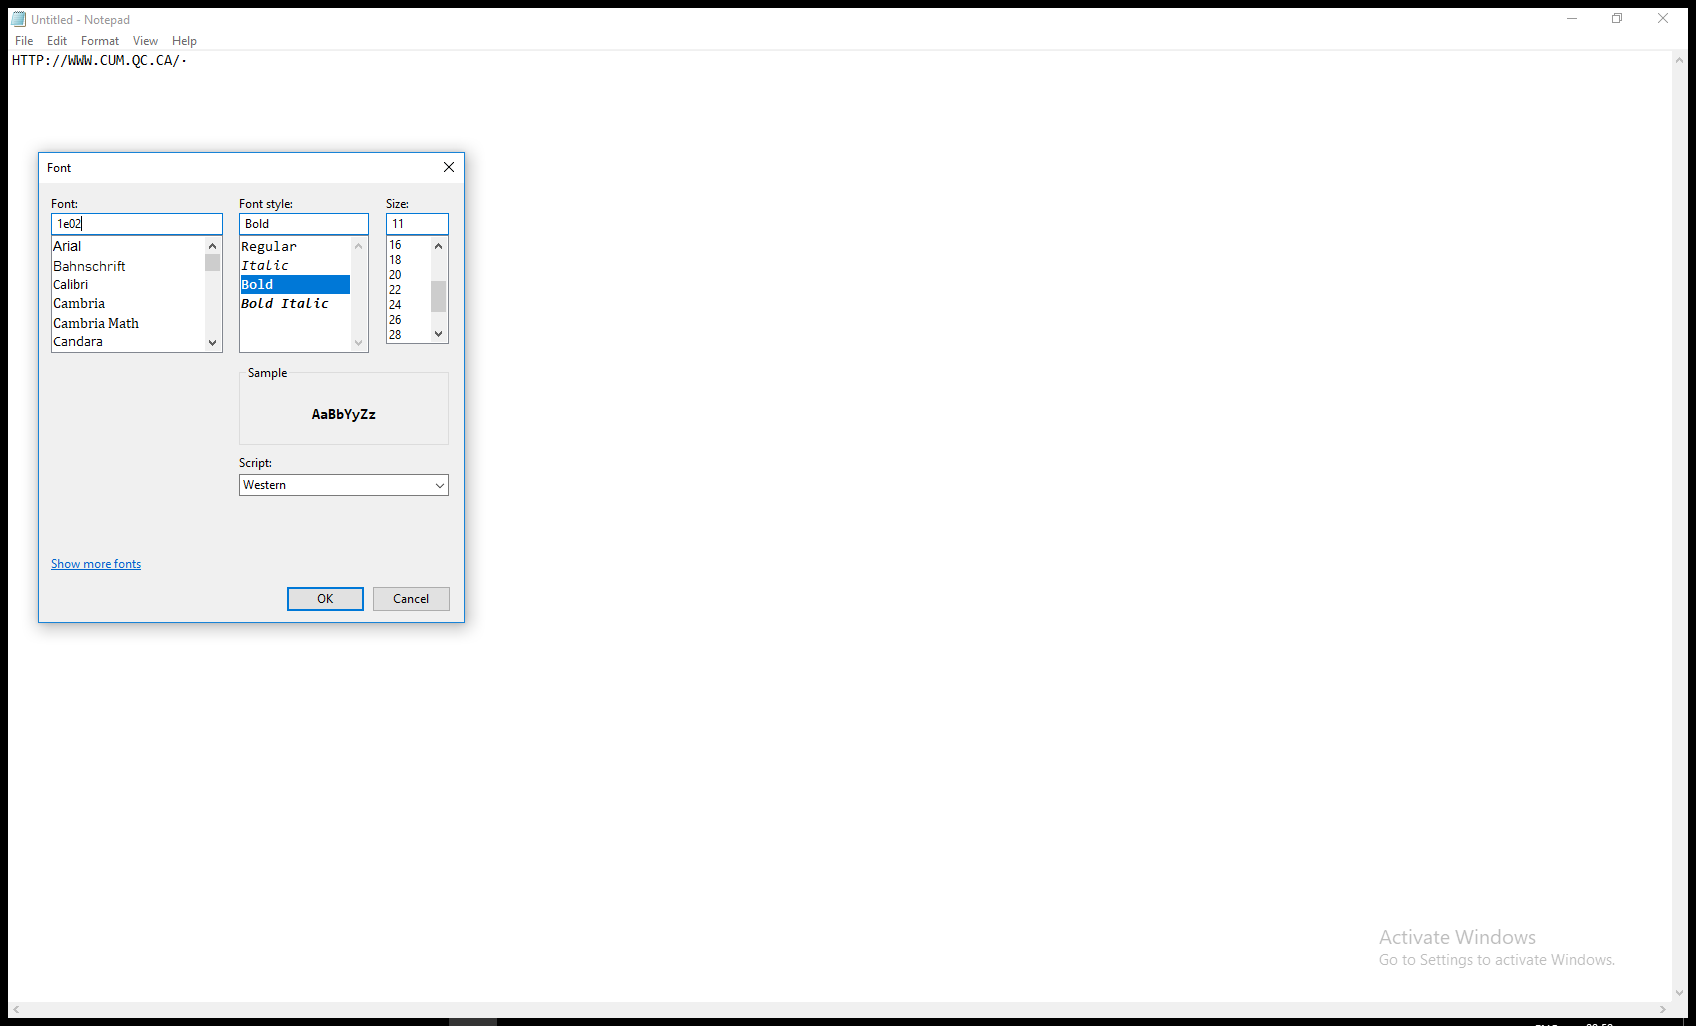 Untitled - Notepad
File Edit Format View Help
HTTP://WWW.CUM.QC.CA/·
Font
Font: Font style: Size:
1e02 Bold 11
Arial
Bahnschrift
Calibri
Cambria
Cambria Math
Candara
Regular
Italic
Bold
Bold Italic
16
18
20
22
24
26
28
Sample
AaBbYyZz
Script:
Western
Show more fonts
OK Cancel
Activate Windows
Go to Settings to activate Windows.